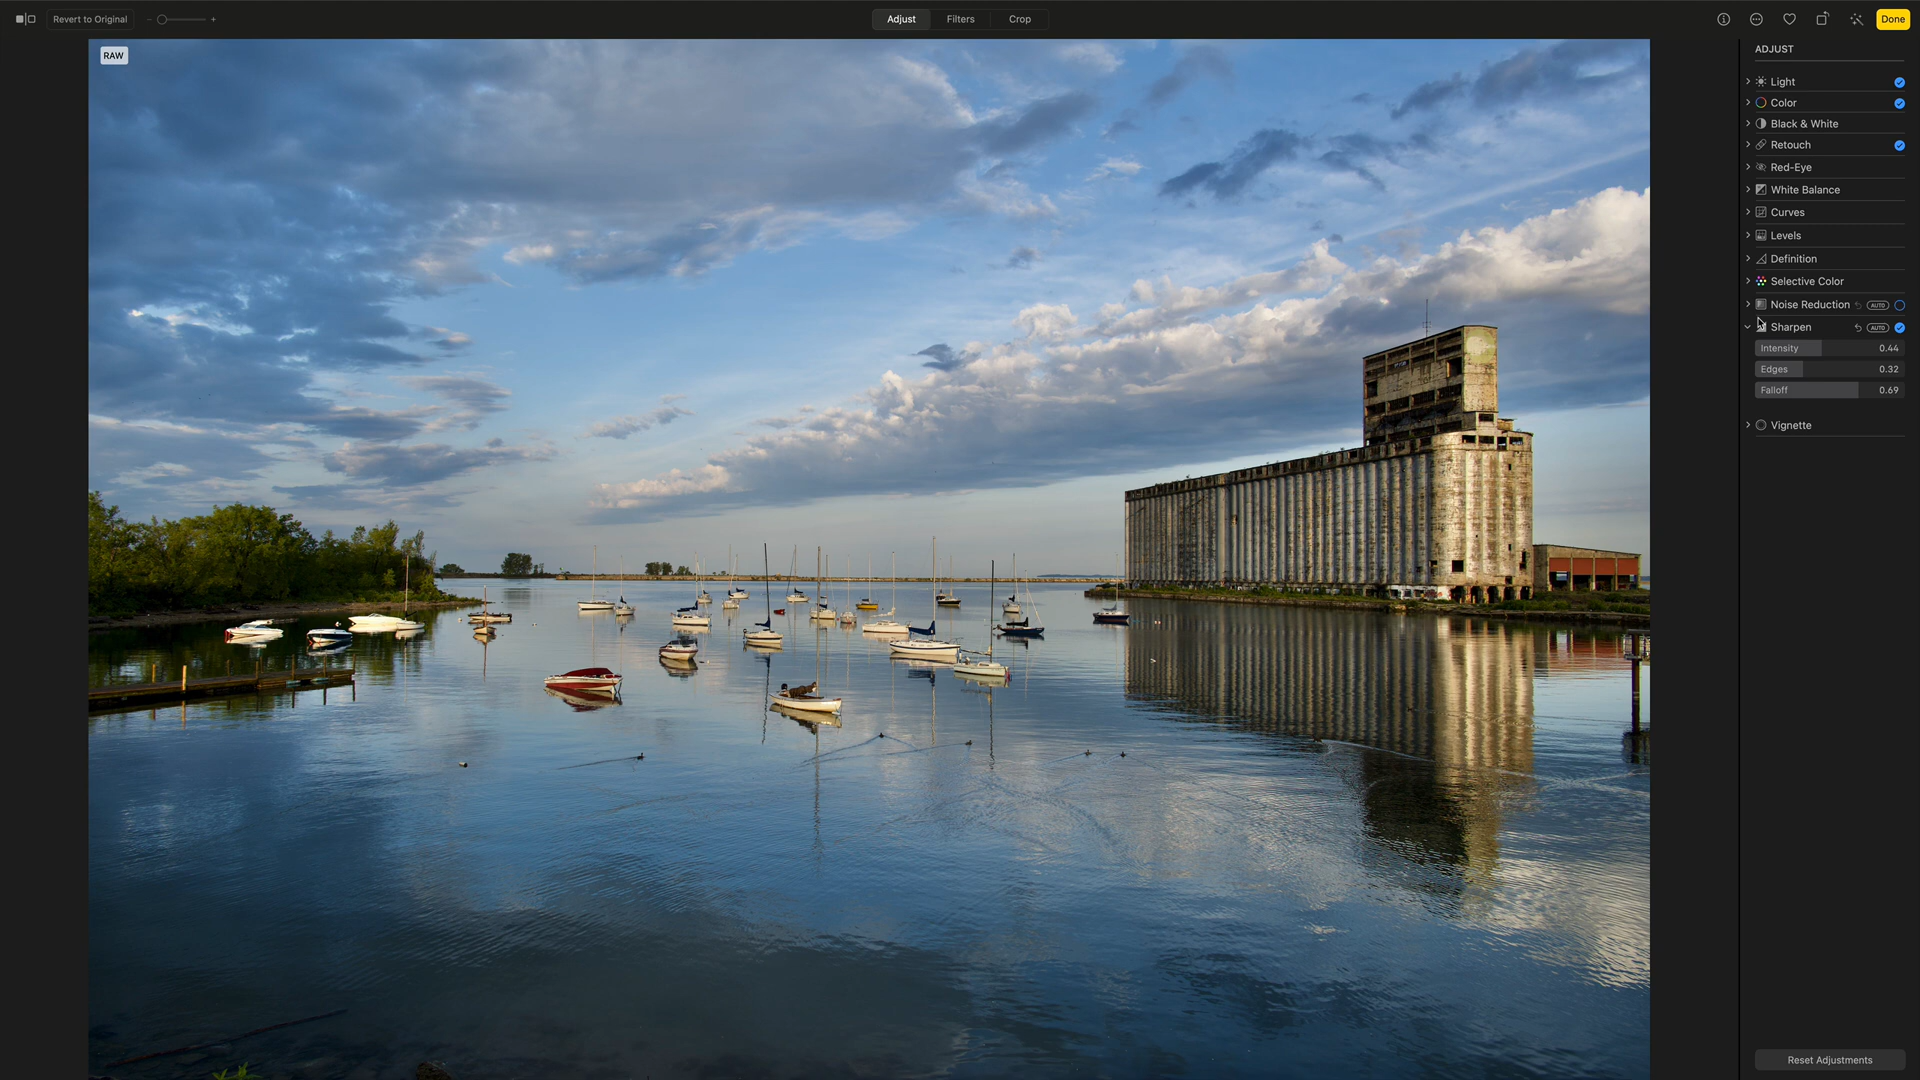 Revert to Original
Adjust
Filters
Crop
Done
RAW
ADJUST
Light
Color
Black & White
Retouch
Red-Eye
White Balance
Curves
Levels
Definition
Selective Color
Noise Reduction AUTO
Sharpen AUTO
Intensity 0.44
Edges 0.32
Falloff 0.69
Vignette
Reset Adjustments